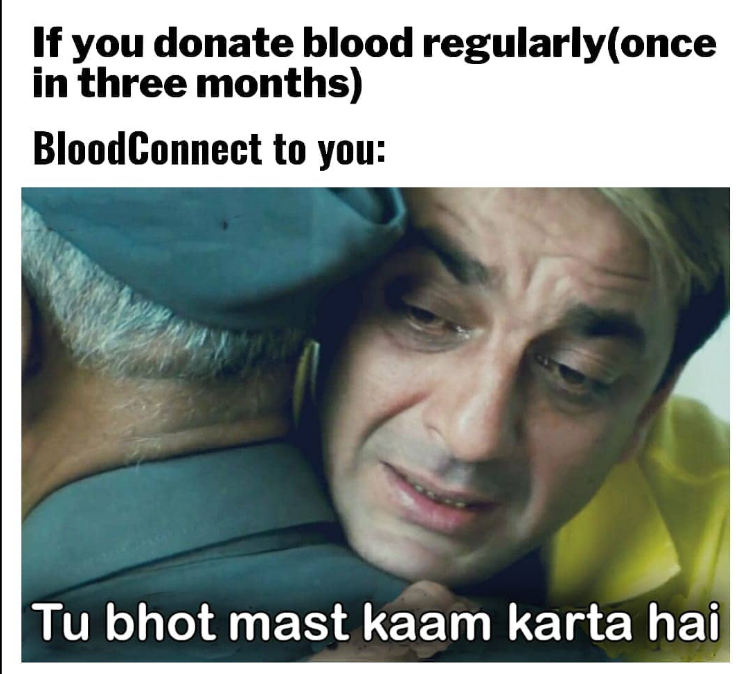 If you donate blood regularly(once
in three months)
BloodConnect to you:
Tu bhot mast kaam karta hai